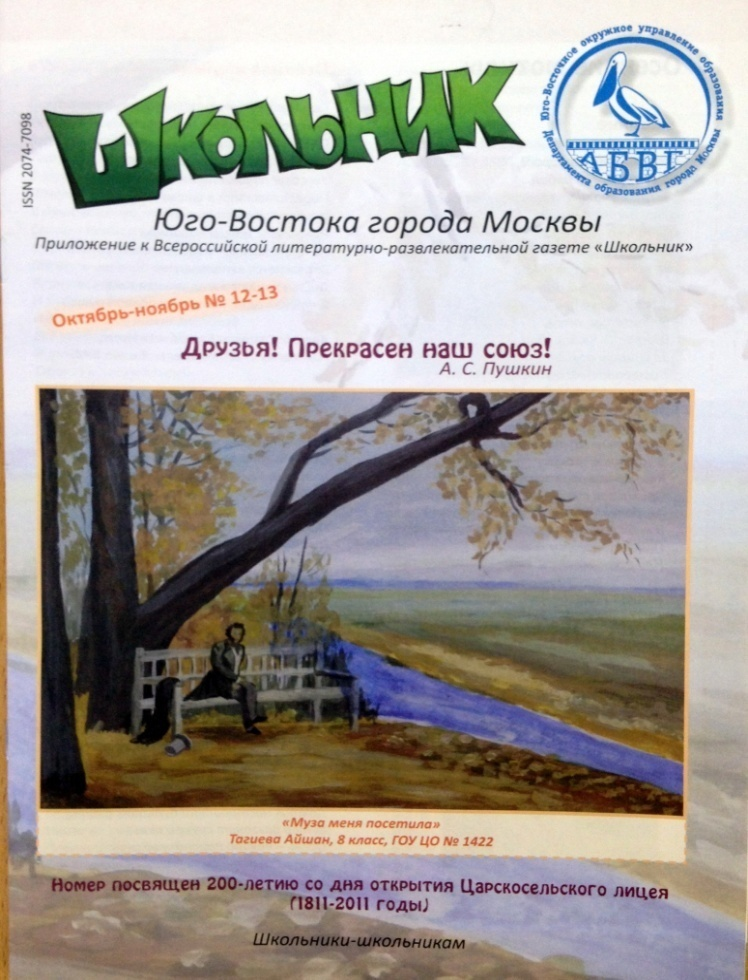 ISSN 2074-7098
Школьник
Юго-Восточное окружное управление образования
Департамента образования города Москвы
АБВГ
Юго-Востока города Москвы
Приложение к Всероссийской литературно-развлекательной газете «Школьник»
Октябрь-ноябрь № 12-13
Друзья! Прекрасен наш союз!
А. С. Пушкин
«Муза меня посетила»
Тагиева Айшан, 8 класс, ГОУ ЦО № 1422
Номер посвящен 200-летию со дня открытия Царскосельского лицея
(1811-2011 годы)
Школьники-школьникам